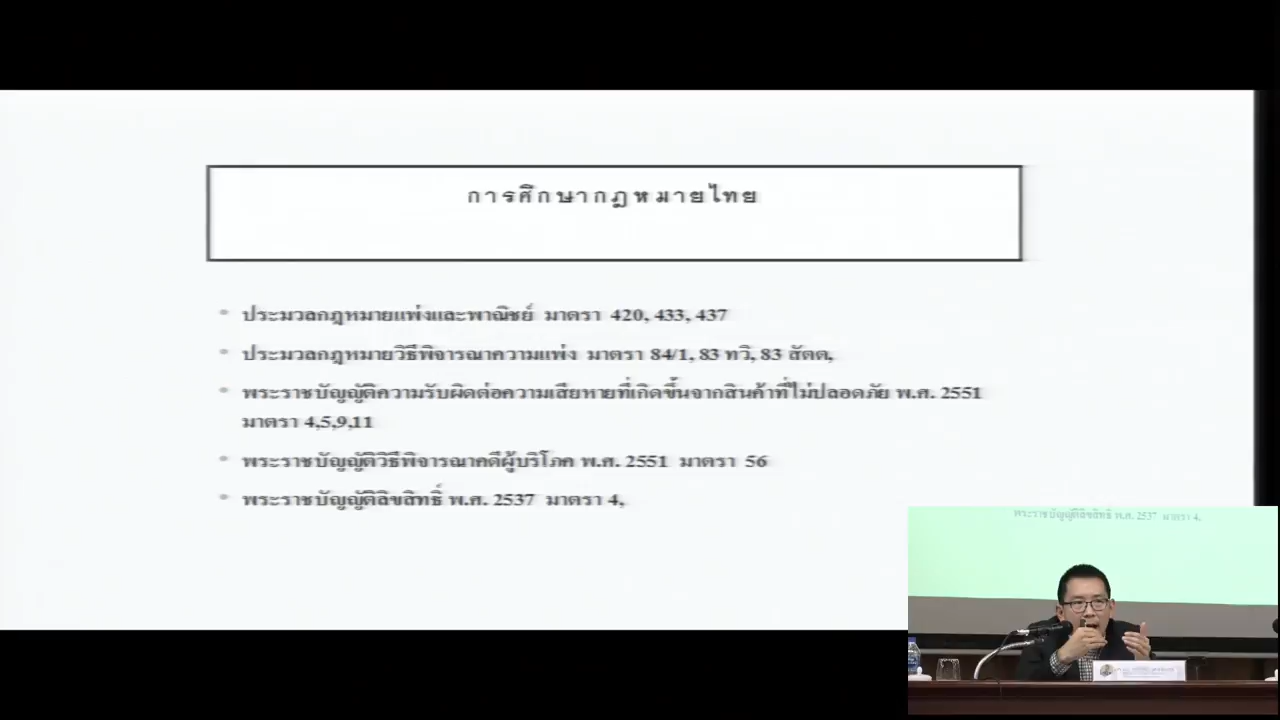 การศึกษากฎหมายไทย
• ประมวลกฎหมายแพ่งและพาณิชย์ มาตรา 420, 433, 437
• ประมวลกฎหมายวิธีพิจารณาความแพ่ง มาตรา 84/1, 83 ทวิ, 83 สัตต,
• พระราชบัญญัติความรับผิดต่อความเสียหายที่เกิดขึ้นจากสินค้าที่ไม่ปลอดภัย พ.ศ. 2551
มาตรา 4,5,9,11
• พระราชบัญญัติวิธีพิจารณาคดีผู้บริโภค พ.ศ. 2551 มาตรา 56
• พระราชบัญญัติลิขสิทธิ์ พ.ศ. 2537 มาตรา 4,
พระราชบัญญัติลิขสิทธิ์ พ.ศ. 2537 มาตรา 4,